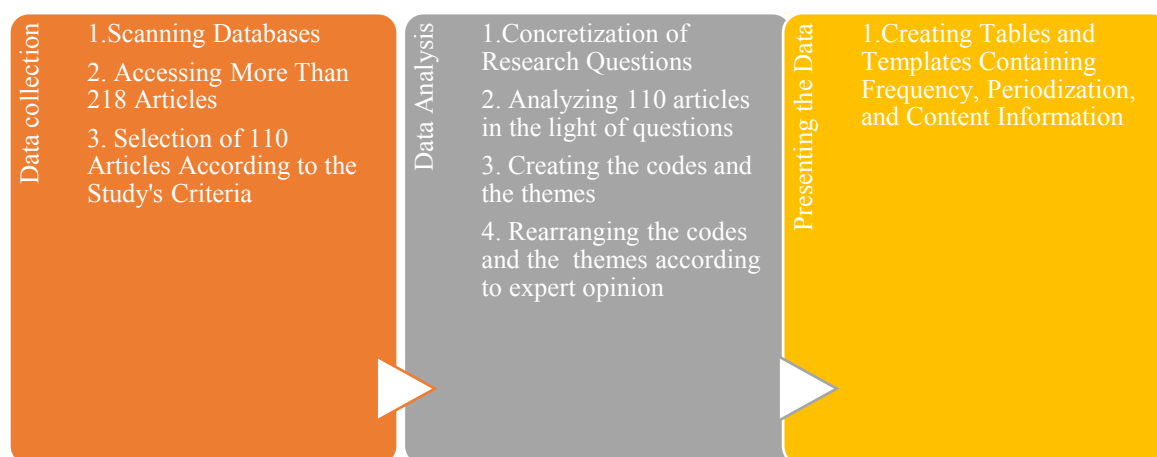 Data collection
1.Scanning Databases
2. Accessing More Than
218 Articles
3. Selection of 110
Articles According to the
Study's Criteria
Data Analysis
1.Concretization of
Research Questions
2. Analyzing 110 articles
in the light of questions
3. Creating the codes and
the themes
4. Rearranging the codes
and the  themes according
to expert opinion
Presenting the Data
1.Creating Tables and
Templates Containing
Frequency, Periodization,
and Content Information